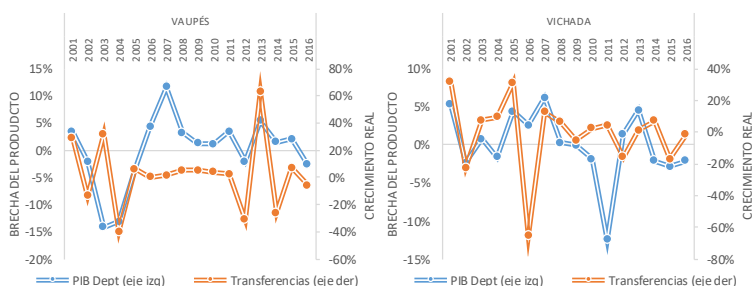 VAUPÉS
2001 2002 2003 2004 2005 2006 2007 2008 2009 2010 2011 2012 2013 2014 2015 2016
15%
10%
5%
0%
-5%
-10%
-15%
-20%
BRECHA DEL PRODUDCTO
80%
60%
40%
20%
0%
-20%
-40%
-60%
CRECIMIENTO REAL
PIB Dept (eje izq)
Transferencias (eje der)
VICHADA
2001 2002 2003 2004 2005 2006 2007 2008 2009 2010 2011 2012 2013 2014 2015 2016
10%
5%
0%
-5%
-10%
-15%
BRECHA DEL PRODUDCTO
40%
20%
0%
-20%
-40%
-60%
-80%
CRECIMIENTO REAL
PIB Dept (eje izq)
Transferencias (eje der)